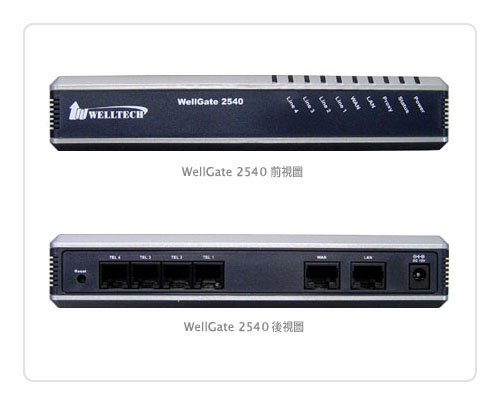 WellGate 2540
WELLTECH
Line 4
Line 3
Line 2
Line 1
WAN
LAN
Proxy
Status
Power
WellGate 2540 前視圖
Reset
TEL 4
TEL 3
TEL 2
TEL 1
WAN
LAN
DC 12V
WellGate 2540 後視圖